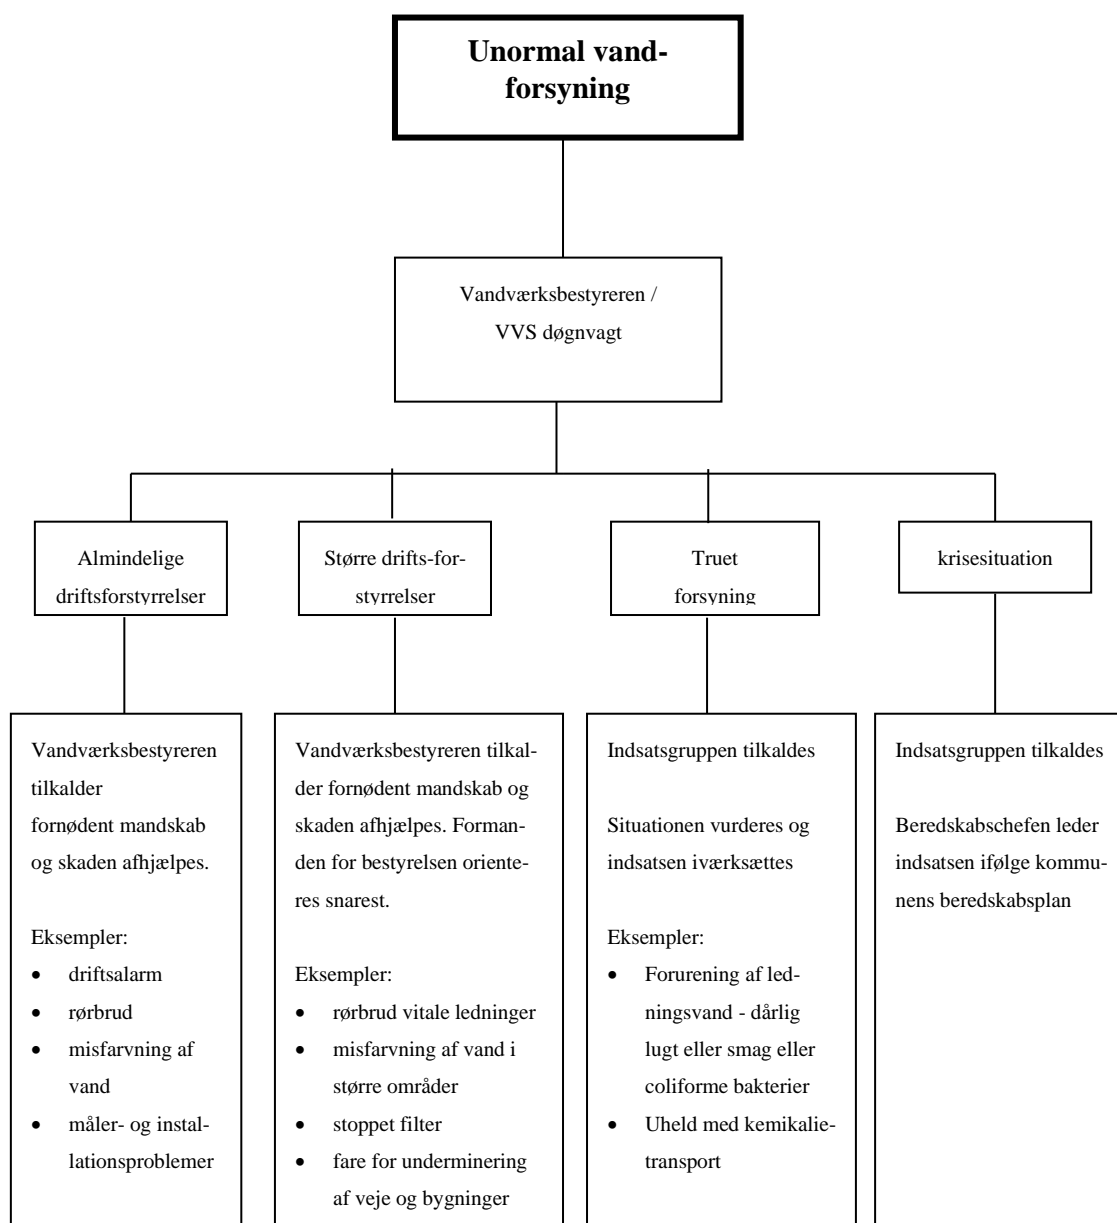 Unormal vand-
forsyning
Vandværksbestyreren /
VVS døgnvagt
Almindelige
driftsforstyrrelser
Større drifts-for-
styrrelser
Truet
forsyning
krisesituation
Vandværksbestyreren
tilkalder
fornødent mandskab
og skaden afhjælpes.
Eksempler:
• driftsalarm
• rørbrud
• misfarvning af
vand
• måler- og instal-
lationsproblemer
Vandværksbestyreren tilkal-
der fornødent mandskab og
skaden afhjælpes. Forman-
den for bestyrelsen oriente-
res snarest.
Eksempler:
• rørbrud vitale ledninger
• misfarvning af vand i
større områder
• stoppet filter
• fare for underminering
af veje og bygninger
Indsatsgruppen tilkaldes
Situationen vurderes og
indsatsen iværksættes
Eksempler:
• Forurening af led-
ningsvand - dårlig
lugt eller smag eller
coliforme bakterier
• Uheld med kemikalie-
transport
Indsatsgruppen tilkaldes
Beredskabschefen leder
indsatsen ifølge kommu-
nens beredskabsplan